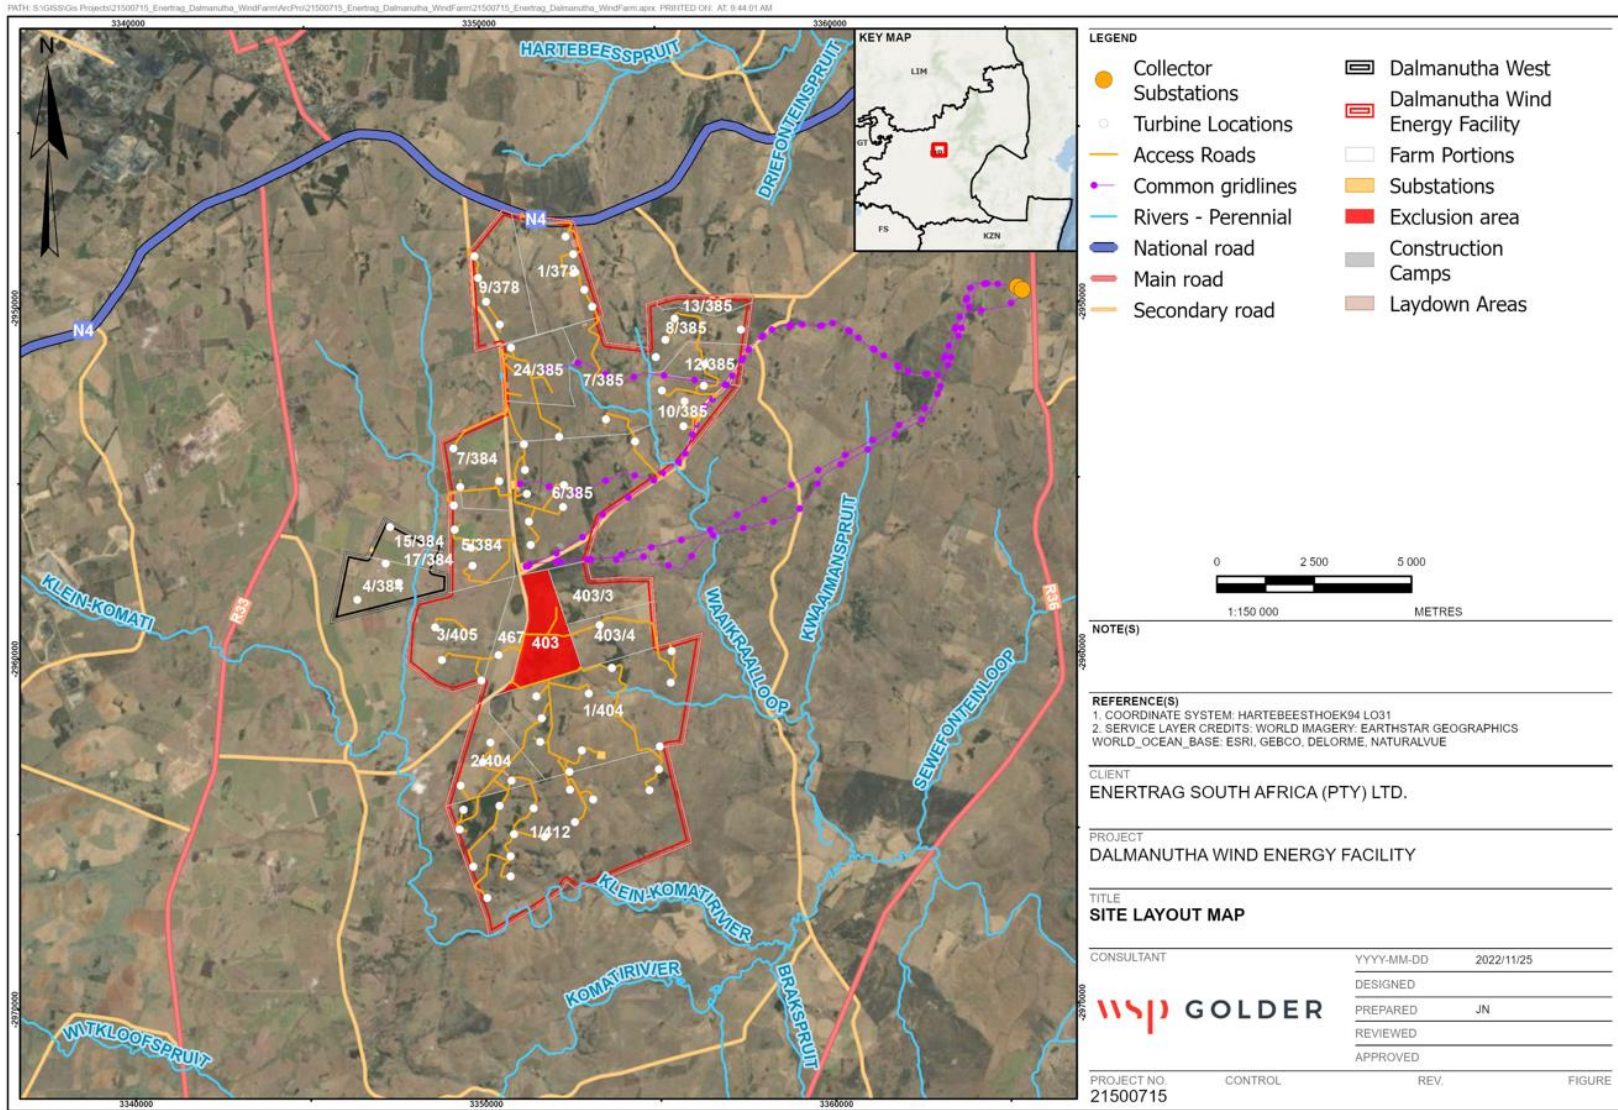 PATH: S:\GISS\Gis Projects\21500715_Enertrag_Dalmanutha_WindFarm\ArcPro\21500715_Enertrag_Dalmanutha_WindFarm\21500715_Enertrag_Dalmanutha_WindFarm.aprx PRINTED ON: AT: 9:44:01 AM
3340000
3350000
3360000
N
HARTEBEESSPRUIT
DRIEFONTEINSPRUIT
KEY MAP
LIM
GT
FS
KZN
N4
N4
-2950000
-2950000
9/378
1/378
13/385
8/385
12/385
24/385
7/385
10/385
7/384
6/385
5/384
15/384
17/384
4/384
KLEIN-KOMATI
R33
R36
WAAIKRAALLOOP
KWAAIMANSPRUIT
SEWEFONTEINLOOP
403/3
403/4
3/405
467
403
-2960000
-2960000
1/404
2/404
1/412
KLEIN-KOMATIRIVIER
KOMATIRIVIER
BRAKSPRUIT
WITKLOOFSPRUIT
-2970000
-2970000
3340000
3350000
3360000
LEGEND
Collector
Substations
Turbine Locations
Access Roads
Common gridlines
Rivers - Perennial
National road
Main road
Secondary road
Dalmanutha West
Dalmanutha Wind
Energy Facility
Farm Portions
Substations
Exclusion area
Construction
Camps
Laydown Areas
0 2 500 5 000
1:150 000 METRES
NOTE(S)
REFERENCE(S)
1. COORDINATE SYSTEM: HARTEBEESTHOEK94 LO31
2. SERVICE LAYER CREDITS: WORLD IMAGERY: EARTHSTAR GEOGRAPHICS
WORLD_OCEAN_BASE: ESRI, GEBCO, DELORME, NATURALVUE
CLIENT
ENERTRAG SOUTH AFRICA (PTY) LTD.
PROJECT
DALMANUTHA WIND ENERGY FACILITY
TITLE
SITE LAYOUT MAP
CONSULTANT
wsp GOLDER
YYYY-MM-DD 2022/11/25
DESIGNED
PREPARED JN
REVIEWED
APPROVED
PROJECT NO. CONTROL REV. FIGURE
21500715